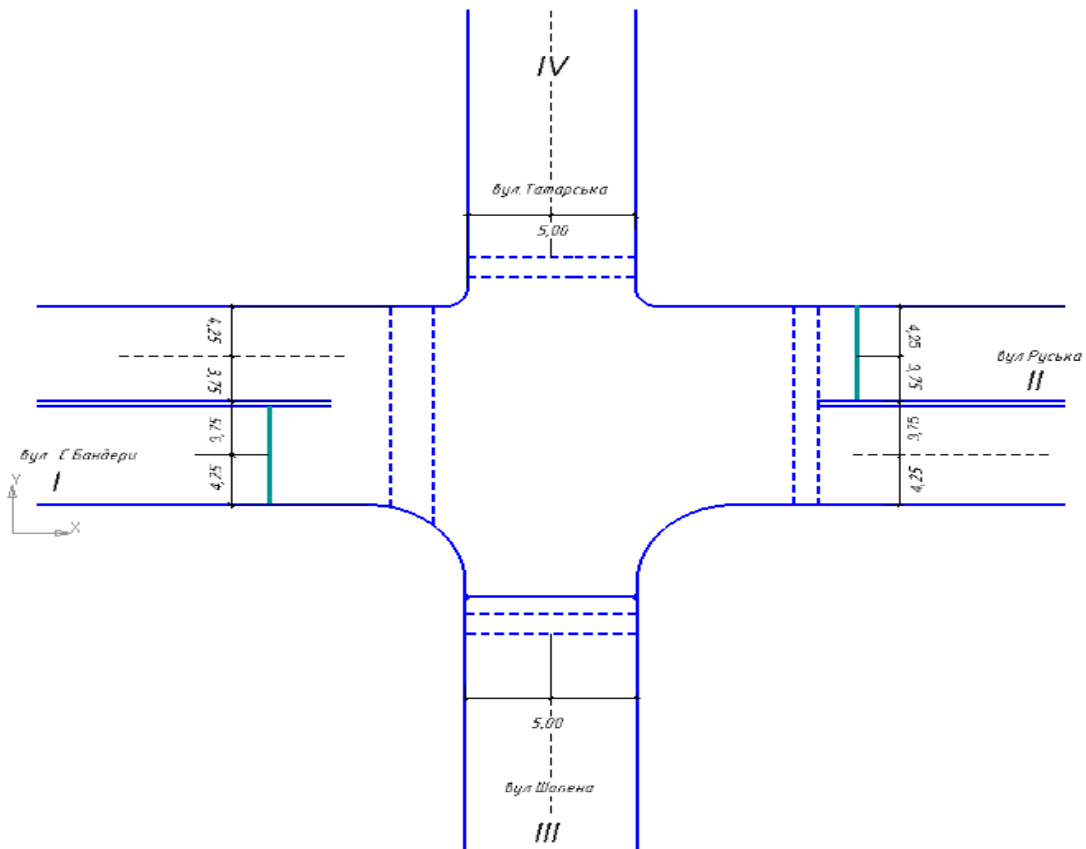 IV
вул. Татарська
5,00
4,25
3,75
4,25
3,75
вул Руська
II
3,75
4,25
3,75
4,25
вул С.Бандери
I
Y
X
5,00
вул Шопена
III